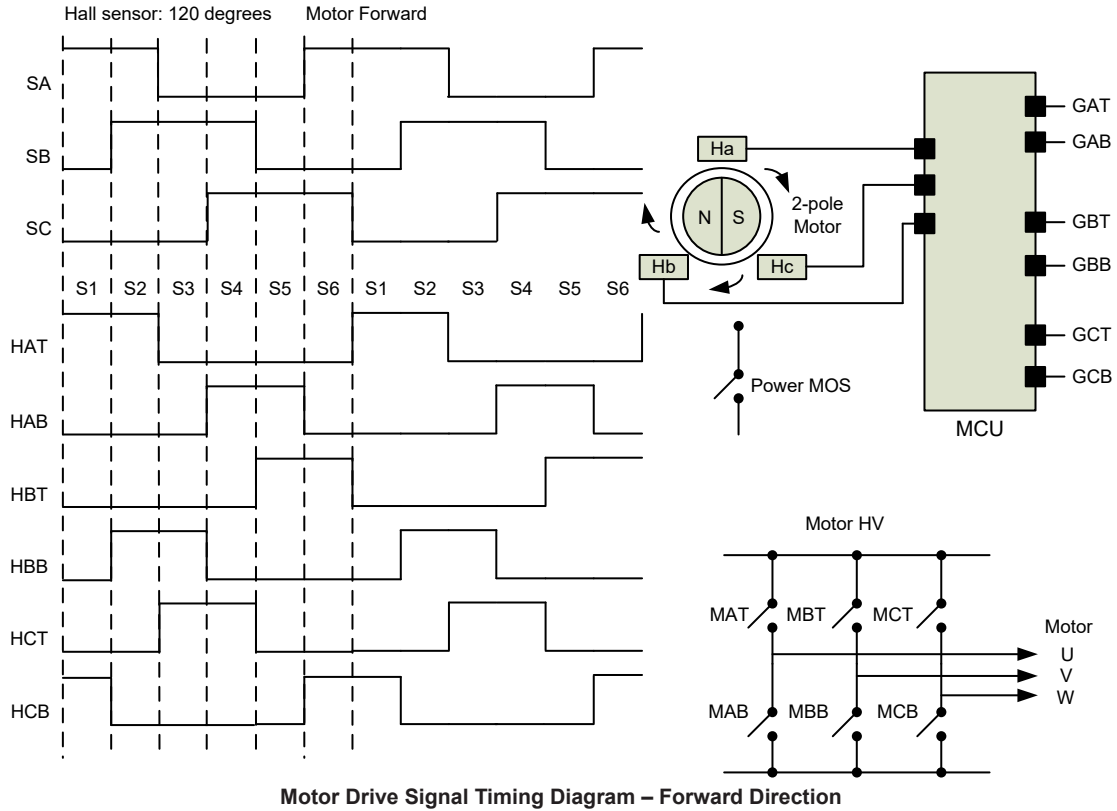 Hall sensor: 120 degrees Motor Forward
SA
SB
SC
S1 S2 S3 S4 S5 S6 S1 S2 S3 S4 S5 S6
HAT
HAB
HBT
HBB
HCT
HCB
Ha
N S
2-pole
Motor
Hb
Hc
Power MOS
GAT
GAB
GBT
GBB
GCT
GCB
MCU
Motor HV
MAT MBT MCT
Motor
U
V
W
MAB MBB MCB
Motor Drive Signal Timing Diagram – Forward Direction